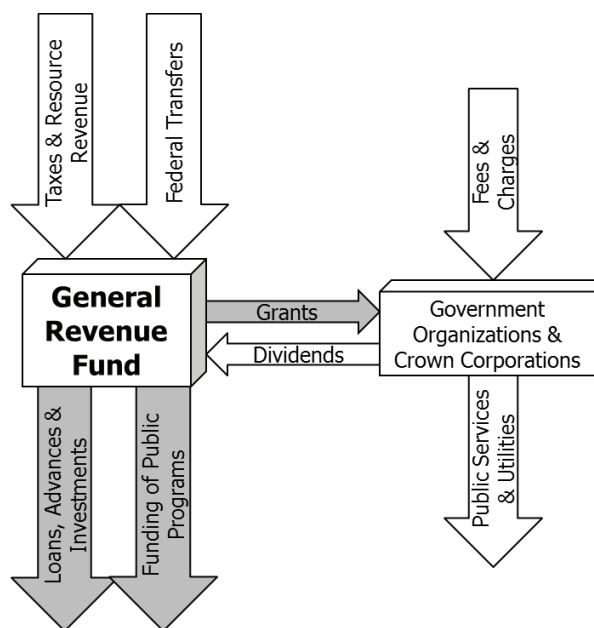 Taxes & Resource
Revenue
Federal Transfers
Fees &
Charges
General
Revenue
Fund
Grants
Dividends
Government
Organizations &
Crown Corporations
Loans, Advances &
Investments
Funding of Public
Programs
Public Services
& Utilities